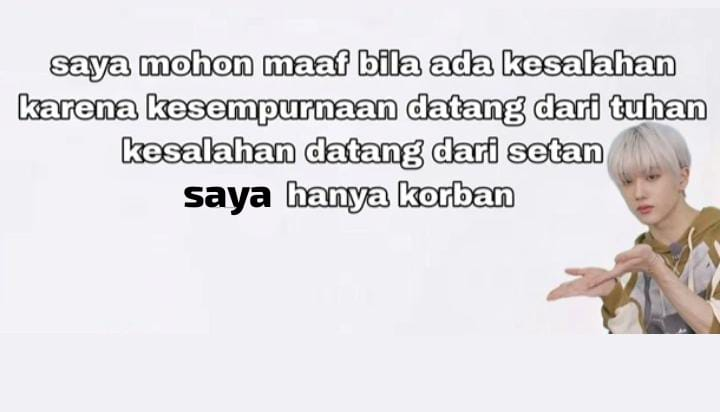 saya mohon maaf bila ada kesalahan
karena kesempurnaan datang dari tuhan
kesalahan datang dari setan
saya hanya korban